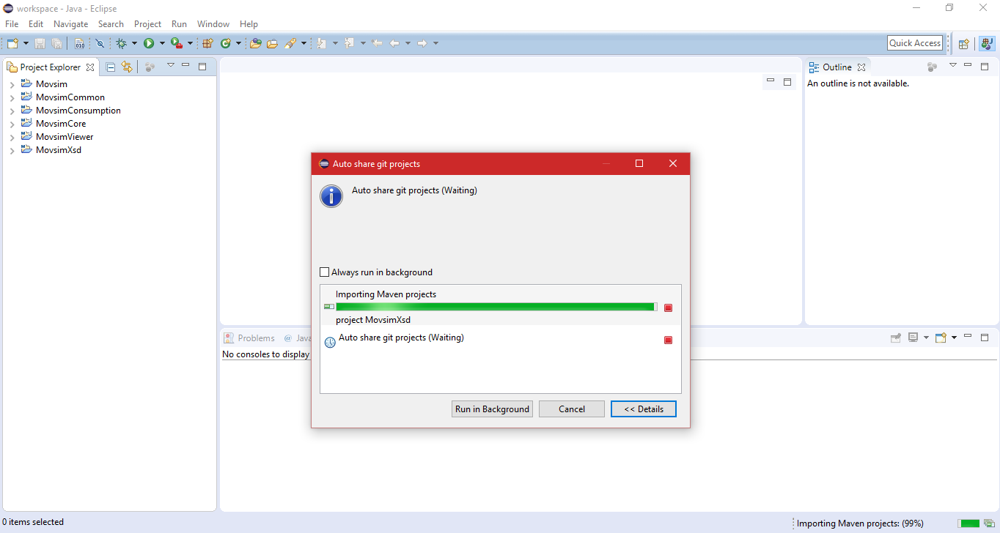 workspace - Java - Eclipse
File Edit Navigate Search Project Run Window Help
010
Quick Access
Project Explorer
Outline
Movsim
An outline is not available.
MovsimCommon
MovsimConsumption
MovsimCore
MovsimViewer
MovsimXsd
Auto share git projects
Auto share git projects (Waiting)
Always run in background
Importing Maven projects
project MovsimXsd
Auto share git projects (Waiting)
Run in Background Cancel << Details
Problems @ Java
No consoles to display
0 items selected
Importing Maven projects: (99%)